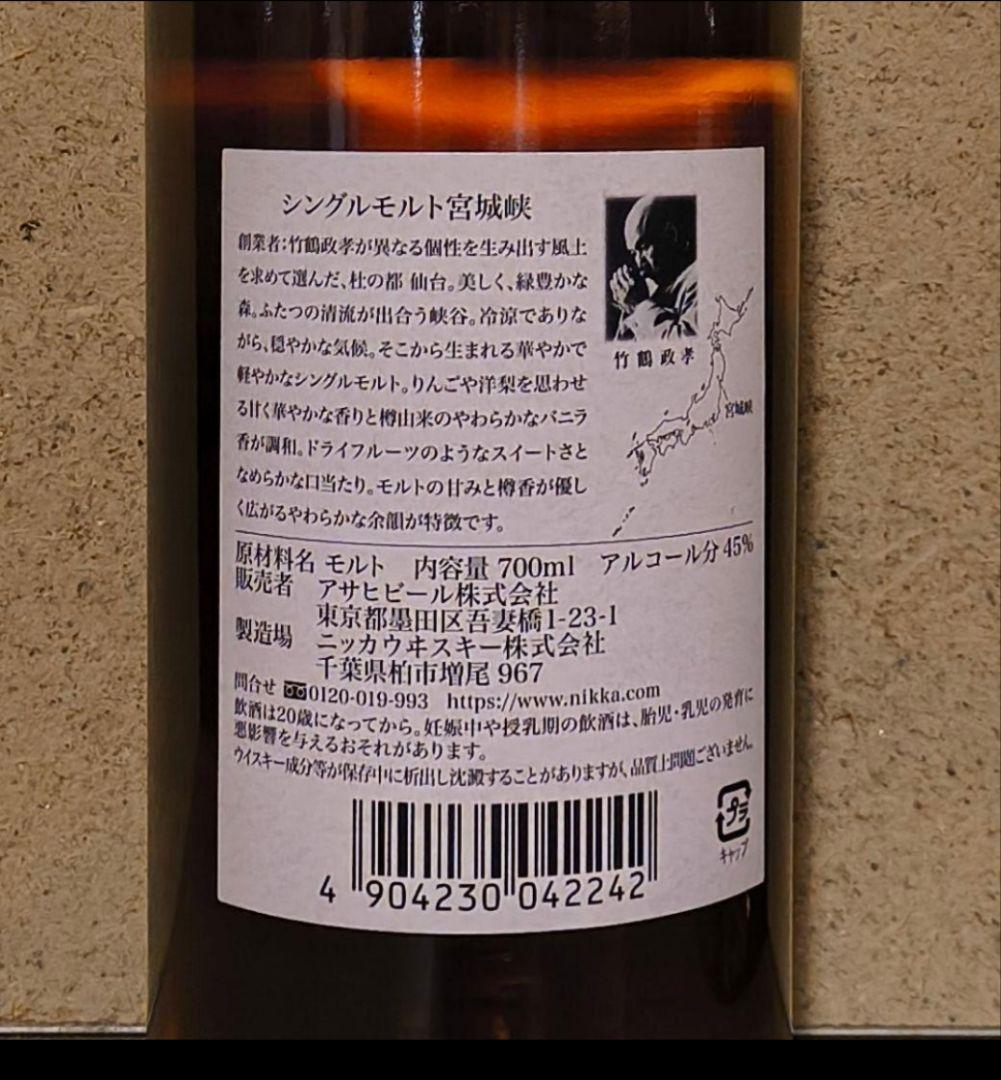 シングルモルト宮城峡
創業者:竹鶴政孝が異なる個性を生み出す風土
を求めて選んだ、杜の都 仙台。美しく、緑豊かな
森。ふたつの清流が出合う峡谷。冷涼でありな
がら、穏やかな気候。そこから生まれる華やかで
軽やかなシングルモルト。りんごや洋梨を思わせ
る甘く華やかな香りと樽由来のやわらかなバニラ
香が調和。ドライフルーツのようなスイートさと
なめらかな口当たり。モルトの甘みと樽香が優し
く広がるやわらかな余韻が特徴です。
竹鶴政孝
宮城峡
原材料名 モルト 内容量 700ml アルコール分 45%
販売者 アサヒビール株式会社
東京都墨田区吾妻橋1-23-1
製造場 ニッカウヰスキー株式会社
千葉県柏市増尾 967
問合せ 0120-019-993 https://www.nikka.com
飲酒は20歳になってから。妊娠中や授乳期の飲酒は、胎児・乳児の発育に
悪影響を与えるおそれがあります。
ウイスキー成分等が保存中に析出し沈澱することがありますが、品質上問題ございません。
プラ
キャップ
4 904230 042242